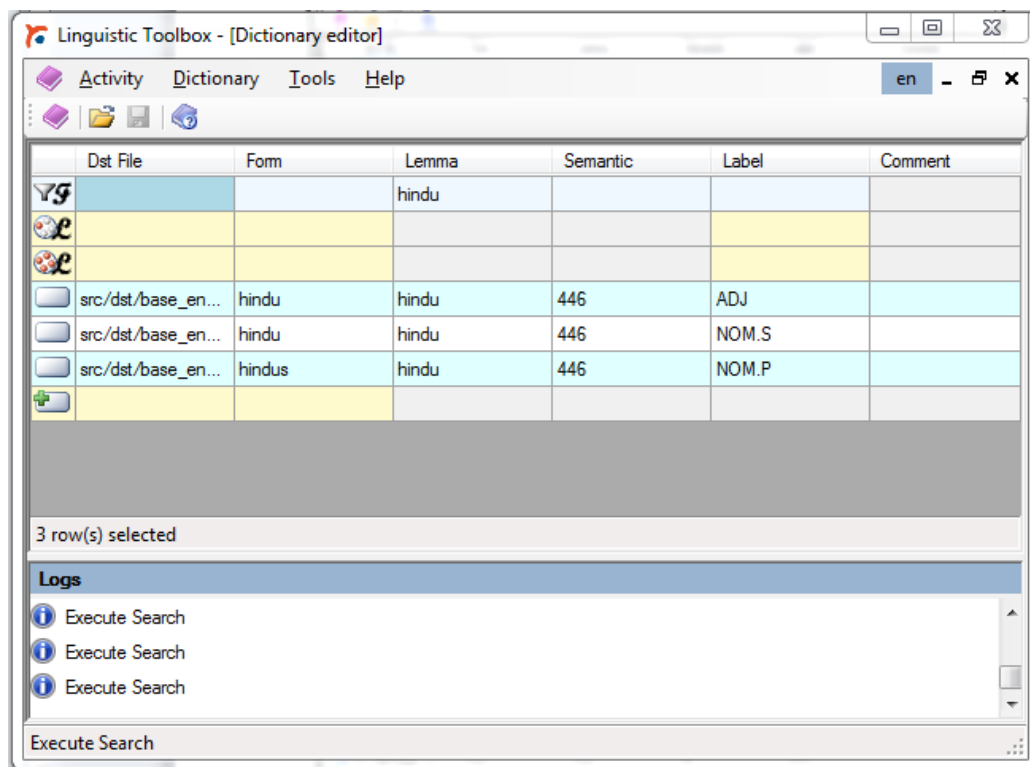 Linguistic Toolbox - [Dictionary editor]
Activity Dictionary Tools Help en
Dst File Form Lemma Semantic Label Comment
hindu
src/dst/base_en... hindu hindu 446 ADJ
src/dst/base_en... hindu hindu 446 NOM.S
src/dst/base_en... hindus hindu 446 NOM.P
3 row(s) selected
Logs
Execute Search
Execute Search
Execute Search
Execute Search